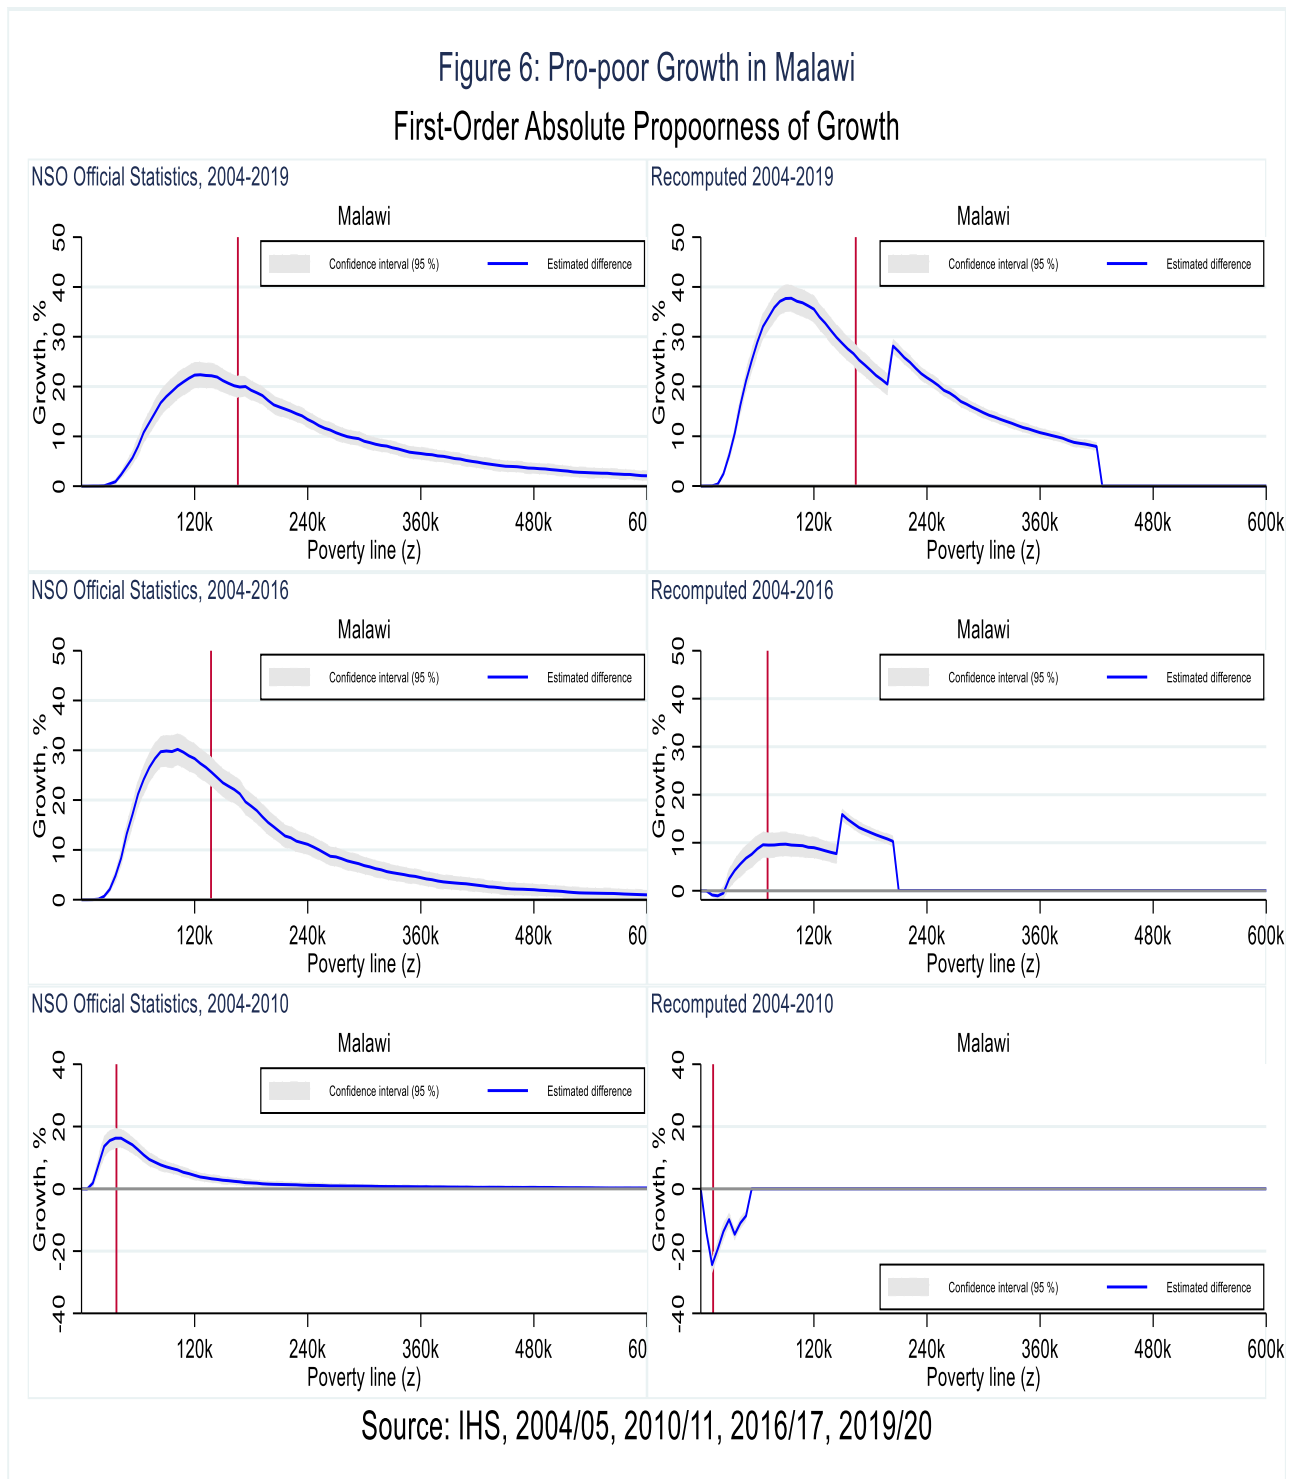 Figure 6: Pro-poor Growth in Malawi
First-Order Absolute Propoorness of Growth
NSO Official Statistics, 2004-2019
Malawi
Confidence interval (95 %) Estimated difference
Growth, %
50
40
30
20
10
0
120k 240k 360k 480k 60
Poverty line (z)
Recomputed 2004-2019
Malawi
Confidence interval (95 %) Estimated difference
Growth, %
50
40
30
20
10
0
120k 240k 360k 480k 600k
Poverty line (z)
NSO Official Statistics, 2004-2016
Malawi
Confidence interval (95 %) Estimated difference
Growth, %
50
40
30
20
10
0
120k 240k 360k 480k 60
Poverty line (z)
Recomputed 2004-2016
Malawi
Confidence interval (95 %) Estimated difference
Growth, %
50
40
30
20
10
0
120k 240k 360k 480k 600k
Poverty line (z)
NSO Official Statistics, 2004-2010
Malawi
Confidence interval (95 %) Estimated difference
Growth, %
40
20
0
-20
-40
120k 240k 360k 480k 60
Poverty line (z)
Recomputed 2004-2010
Malawi
Growth, %
40
20
0
-20
-40
Confidence interval (95 %) Estimated difference
120k 240k 360k 480k 600k
Poverty line (z)
Source: IHS, 2004/05, 2010/11, 2016/17, 2019/20